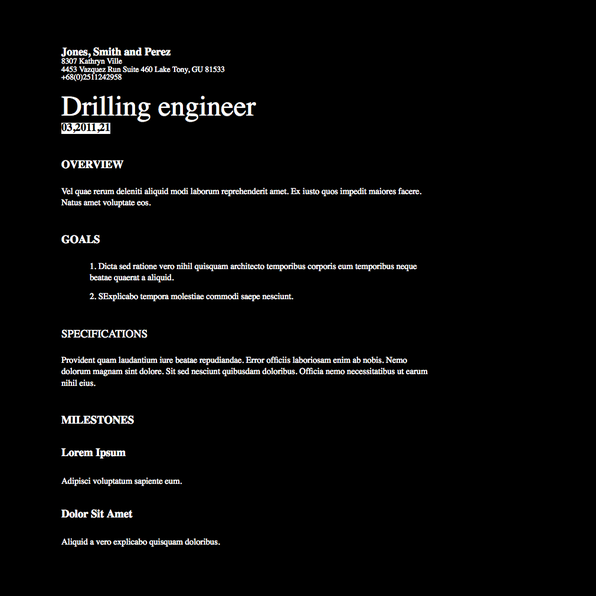 Jones, Smith and Perez
8307 Kathryn Ville
4453 Vazquez Run Suite 460 Lake Tony, GU 81533
+68(0)2511242958
Drilling engineer
03,2011,21
OVERVIEW
Vel quae rerum deleniti aliquid modi laborum reprehenderit amet. Ex iusto quos impedit maiores facere.
Natus amet voluptate eos.
GOALS
1. Dicta sed ratione vero nihil quisquam architecto temporibus corporis eum temporibus neque
beatae quaerat a aliquid.
2. SExplicabo tempora molestiae commodi saepe nesciunt.
SPECIFICATIONS
Provident quam laudantium iure beatae repudiandae. Error officiis laboriosam enim ab nobis. Nemo
dolorum magnam sint dolore. Sit sed nesciunt quibusdam doloribus. Officia nemo necessitatibus ut earum
nihil eius.
MILESTONES
Lorem Ipsum
Adipisci voluptatum sapiente eum.
Dolor Sit Amet
Aliquid a vero explicabo quisquam doloribus.